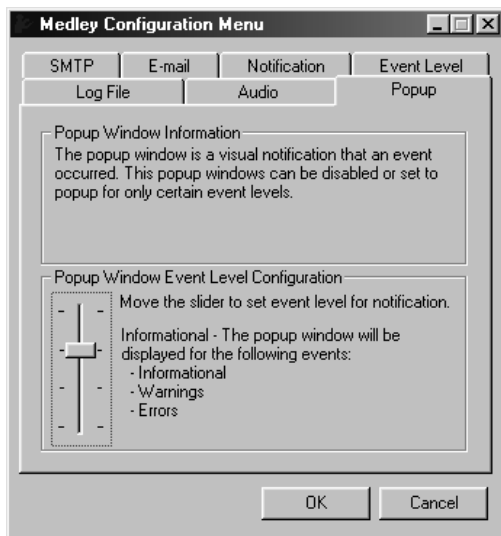 Medley Configuration Menu
SMTP
E-mail
Notification
Event Level
Log File
Audio
Popup
Popup Window Information
The popup window is a visual notification that an event
occurred. This popup windows can be disabled or set to
popup for only certain event levels.
Popup Window Event Level Configuration
Move the slider to set event level for notification.
Informational - The popup window will be
displayed for the following events:
- Informational
- Warnings
- Errors
OK
Cancel